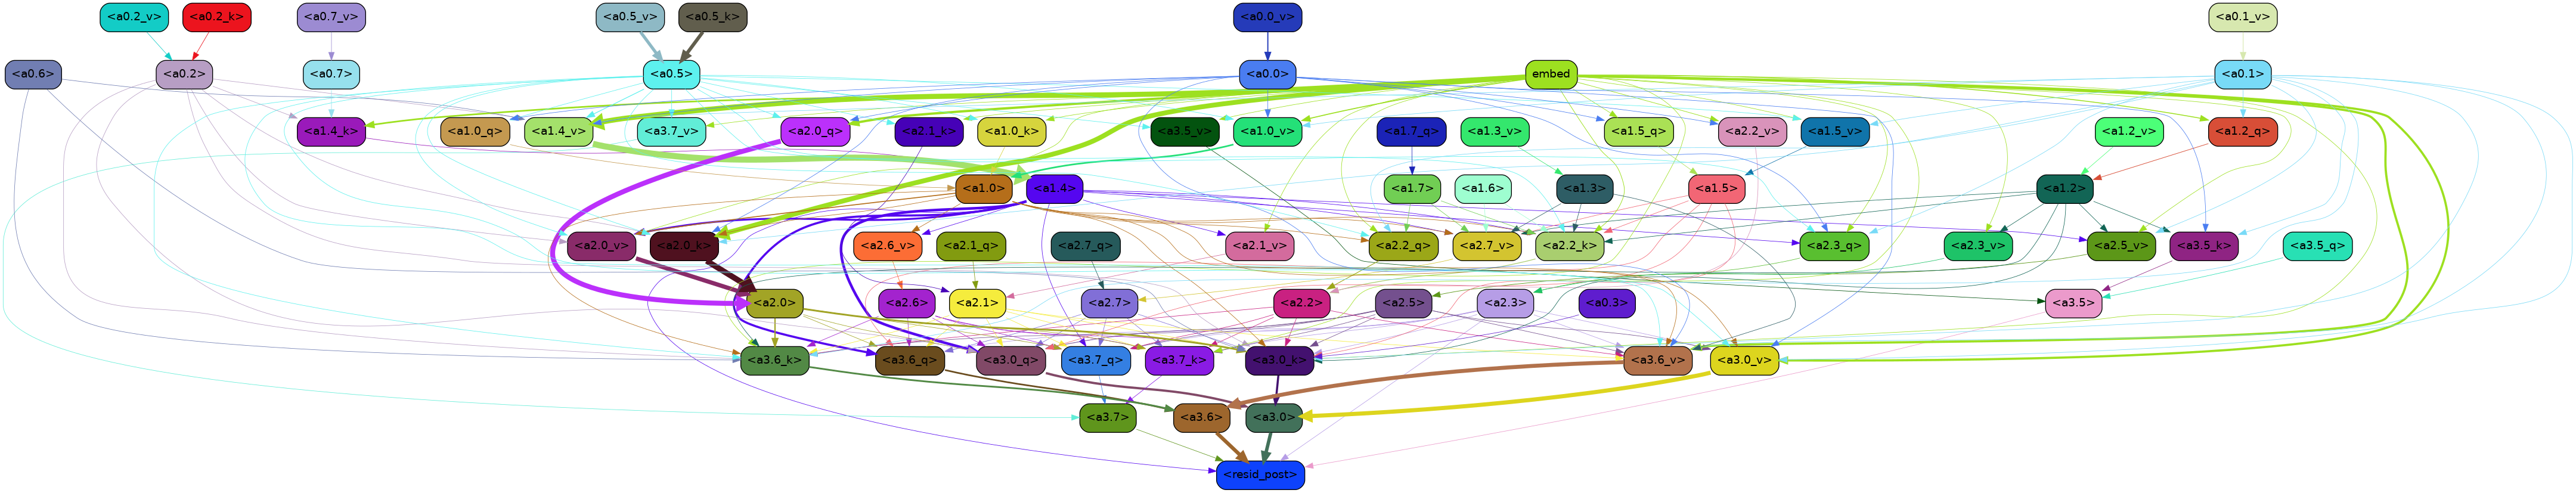 <a0.2_v> <a0.2_k> <a0.7_v> <a0.5_v> <a0.5_k> <a0.0_v> <a0.1_v>
<a0.6> <a0.2> <a0.7> <a0.5> <a0.0> embed <a0.1>
<a1.4_k> <a1.0_q> <a1.4_v> <a3.7_v> <a2.0_q> <a2.1_k> <a1.0_k> <a3.5_v> <a1.0_v> <a1.7_q> <a1.3_v> <a1.5_q> <a2.2_v> <a1.5_v> <a1.2_v> <a1.2_q>
<a1.0> <a1.4> <a1.7> <a1.6> <a1.3> <a1.5> <a1.2>
<a2.0_v> <a2.0_k> <a2.6_v> <a2.1_q> <a2.7_q> <a2.1_v> <a2.2_q> <a2.7_v> <a2.2_k> <a2.3_q> <a2.3_v> <a2.5_v> <a3.5_k> <a3.5_q>
<a2.0> <a2.6> <a2.1> <a2.7> <a2.2> <a2.5> <a2.3> <a0.3> <a3.5>
<a3.6_k> <a3.6_q> <a3.0_q> <a3.7_q> <a3.7_k> <a3.0_k> <a3.6_v> <a3.0_v>
<a3.7> <a3.6> <a3.0>
<resid_post>